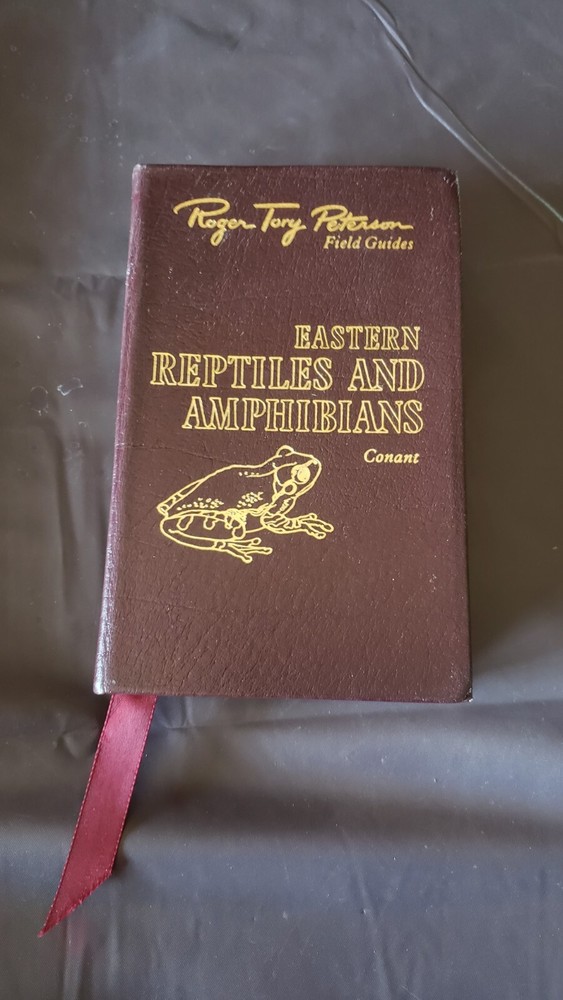 Roger Tory Peterson
Field Guides
EASTERN
REPTILES AND
AMPHIBIANS
Conant